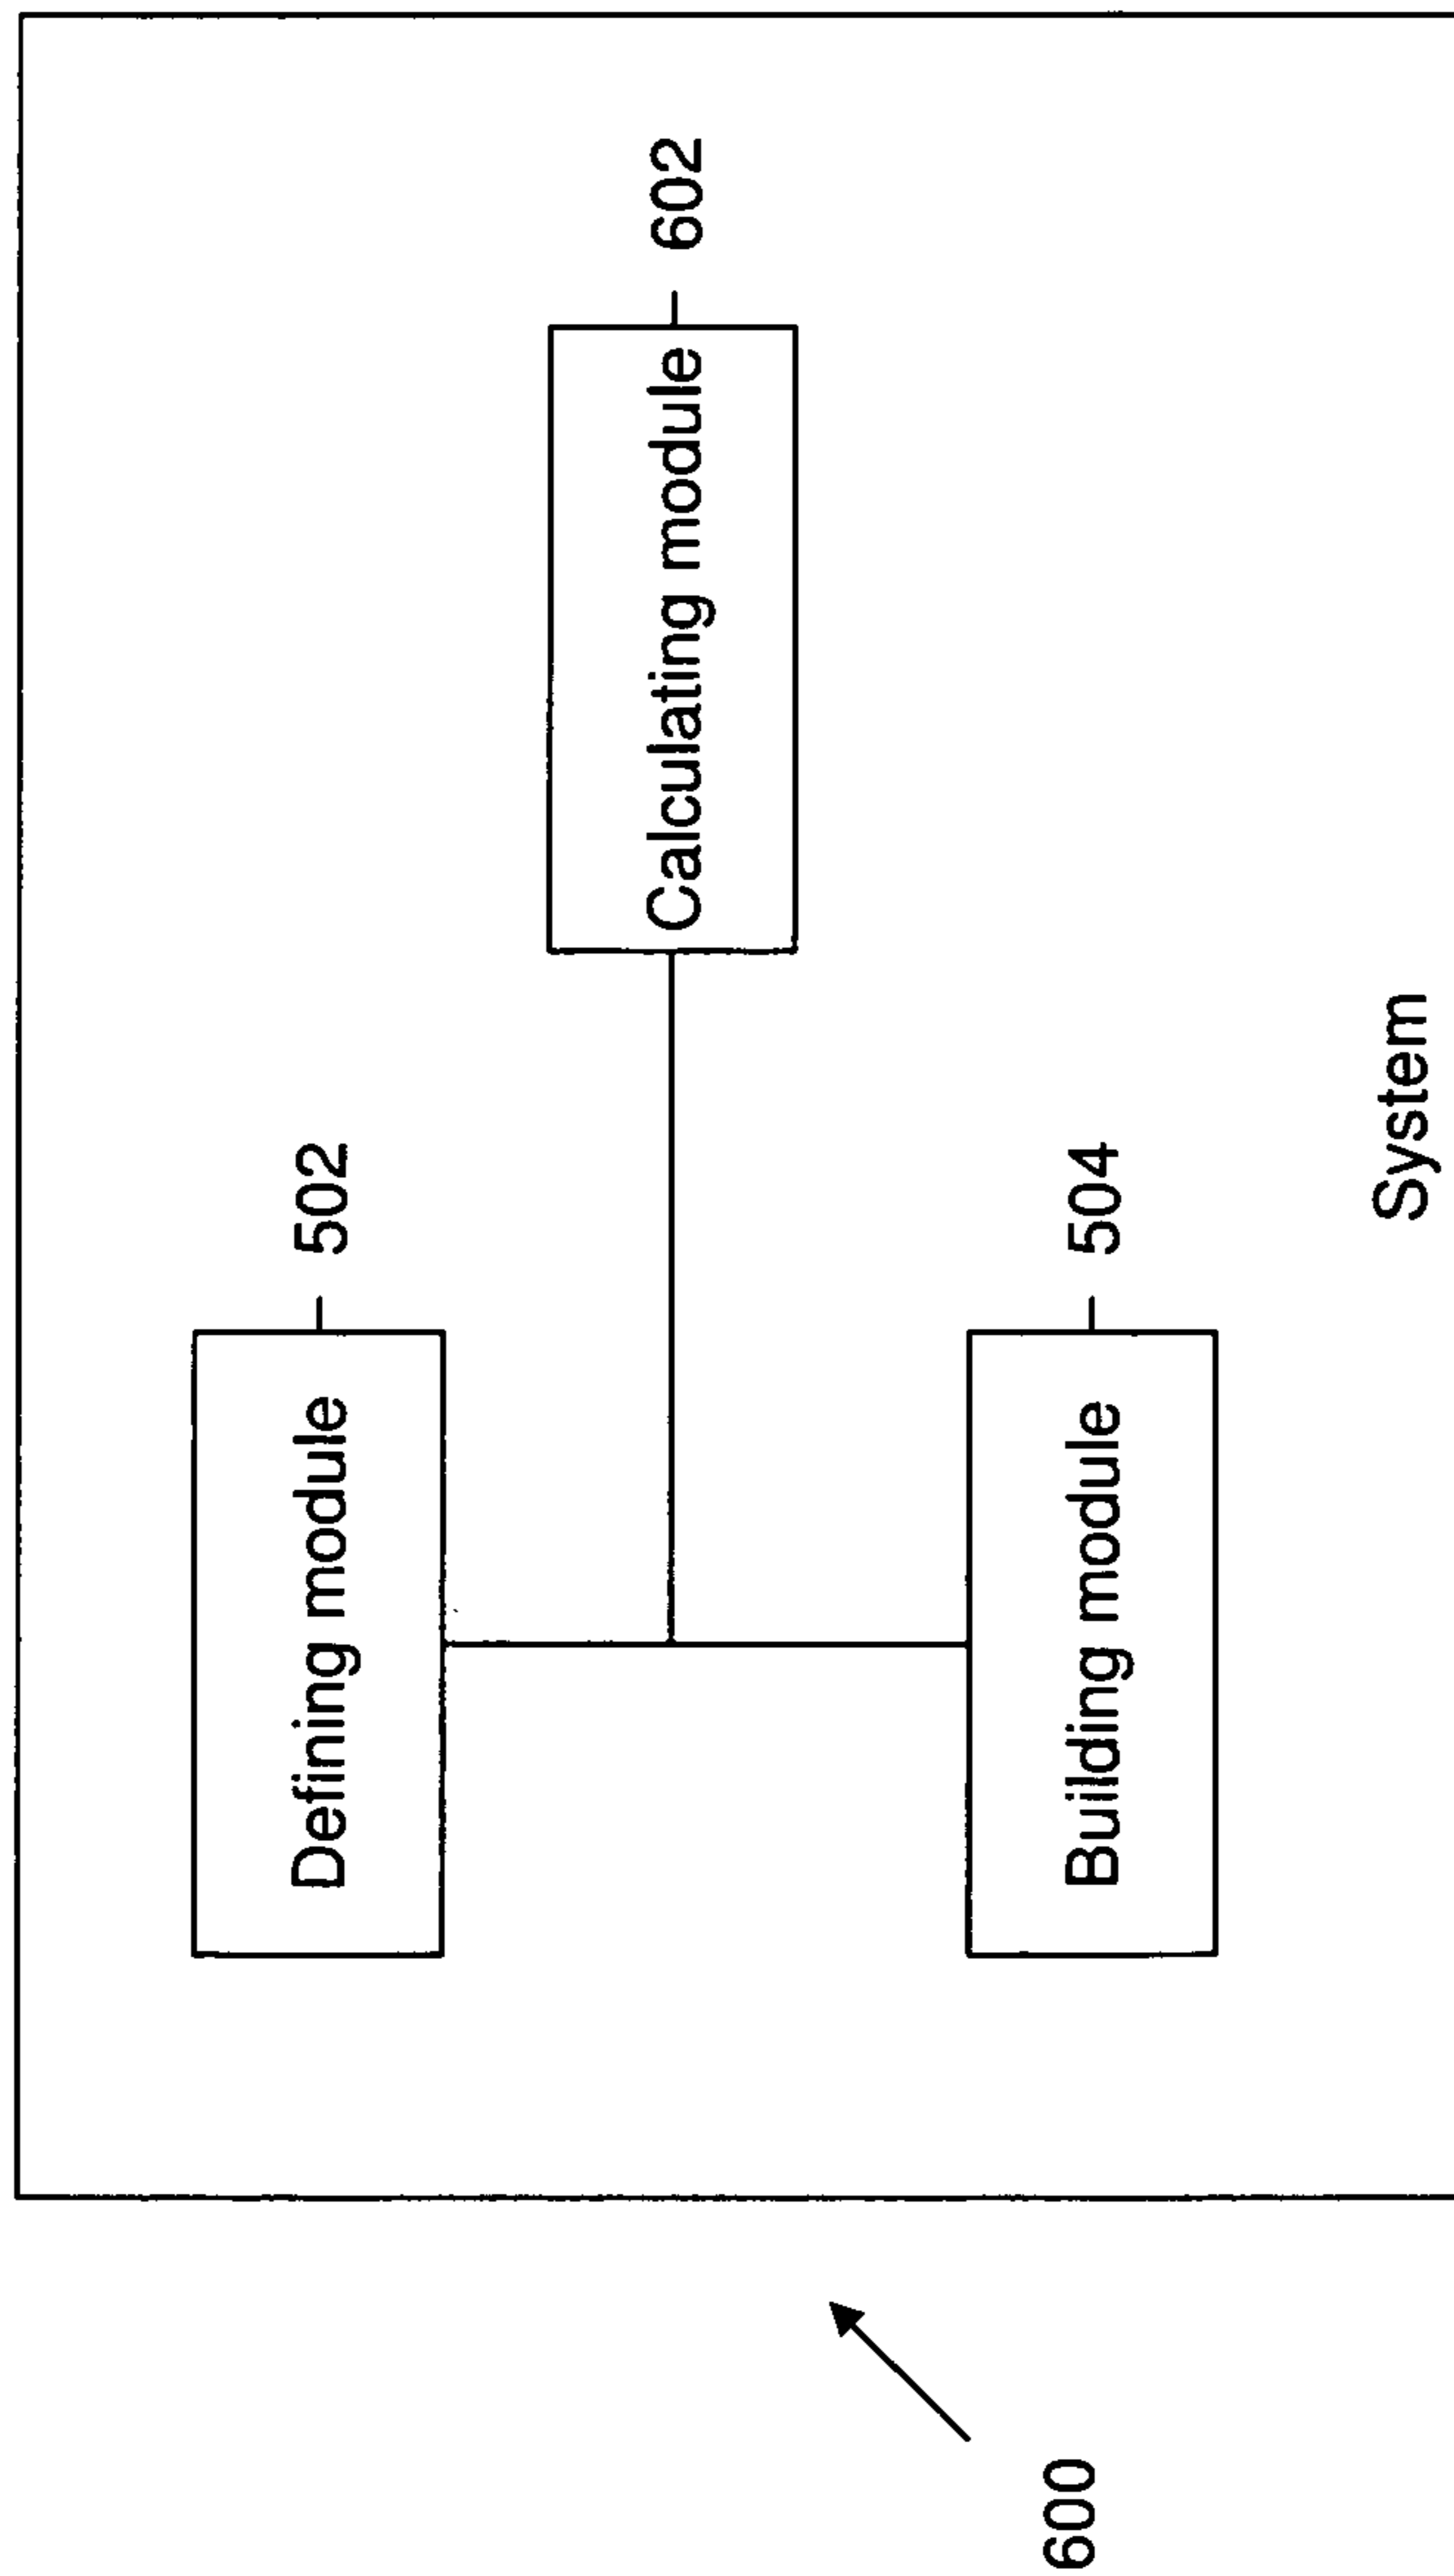 Defining module
502
Calculating module
602
Building module
504
System
600